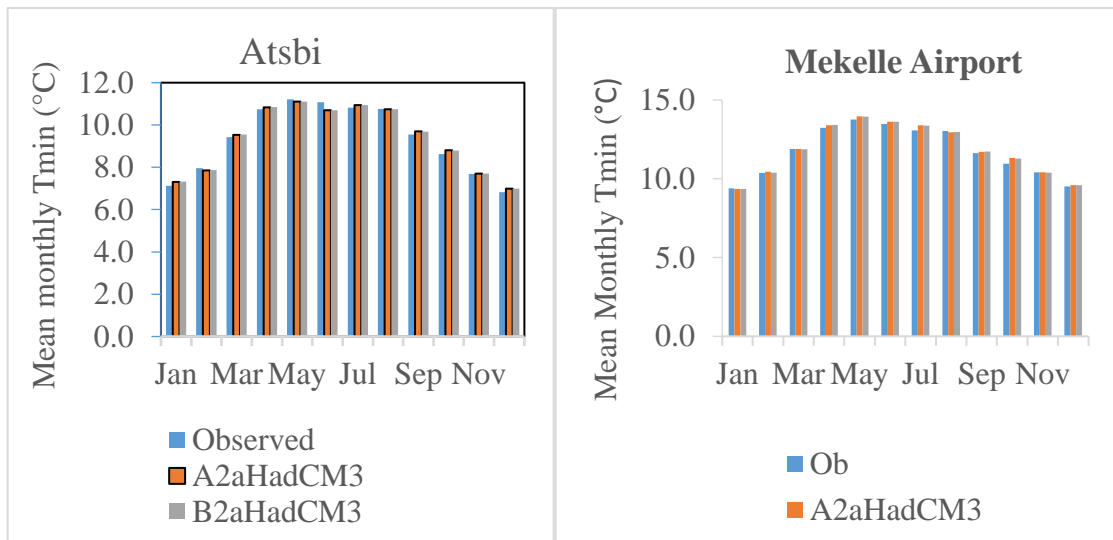 Atsbi
Mean monthly Tmin (°C)
12.0
10.0
8.0
6.0
4.0
2.0
0.0
Jan Mar May Jul Sep Nov
Observed
A2aHadCM3
B2aHadCM3
Mekelle Airport
Mean Monthly Tmin (°C)
15.0
10.0
5.0
0.0
Jan Mar May Jul Sep Nov
Ob
A2aHadCM3